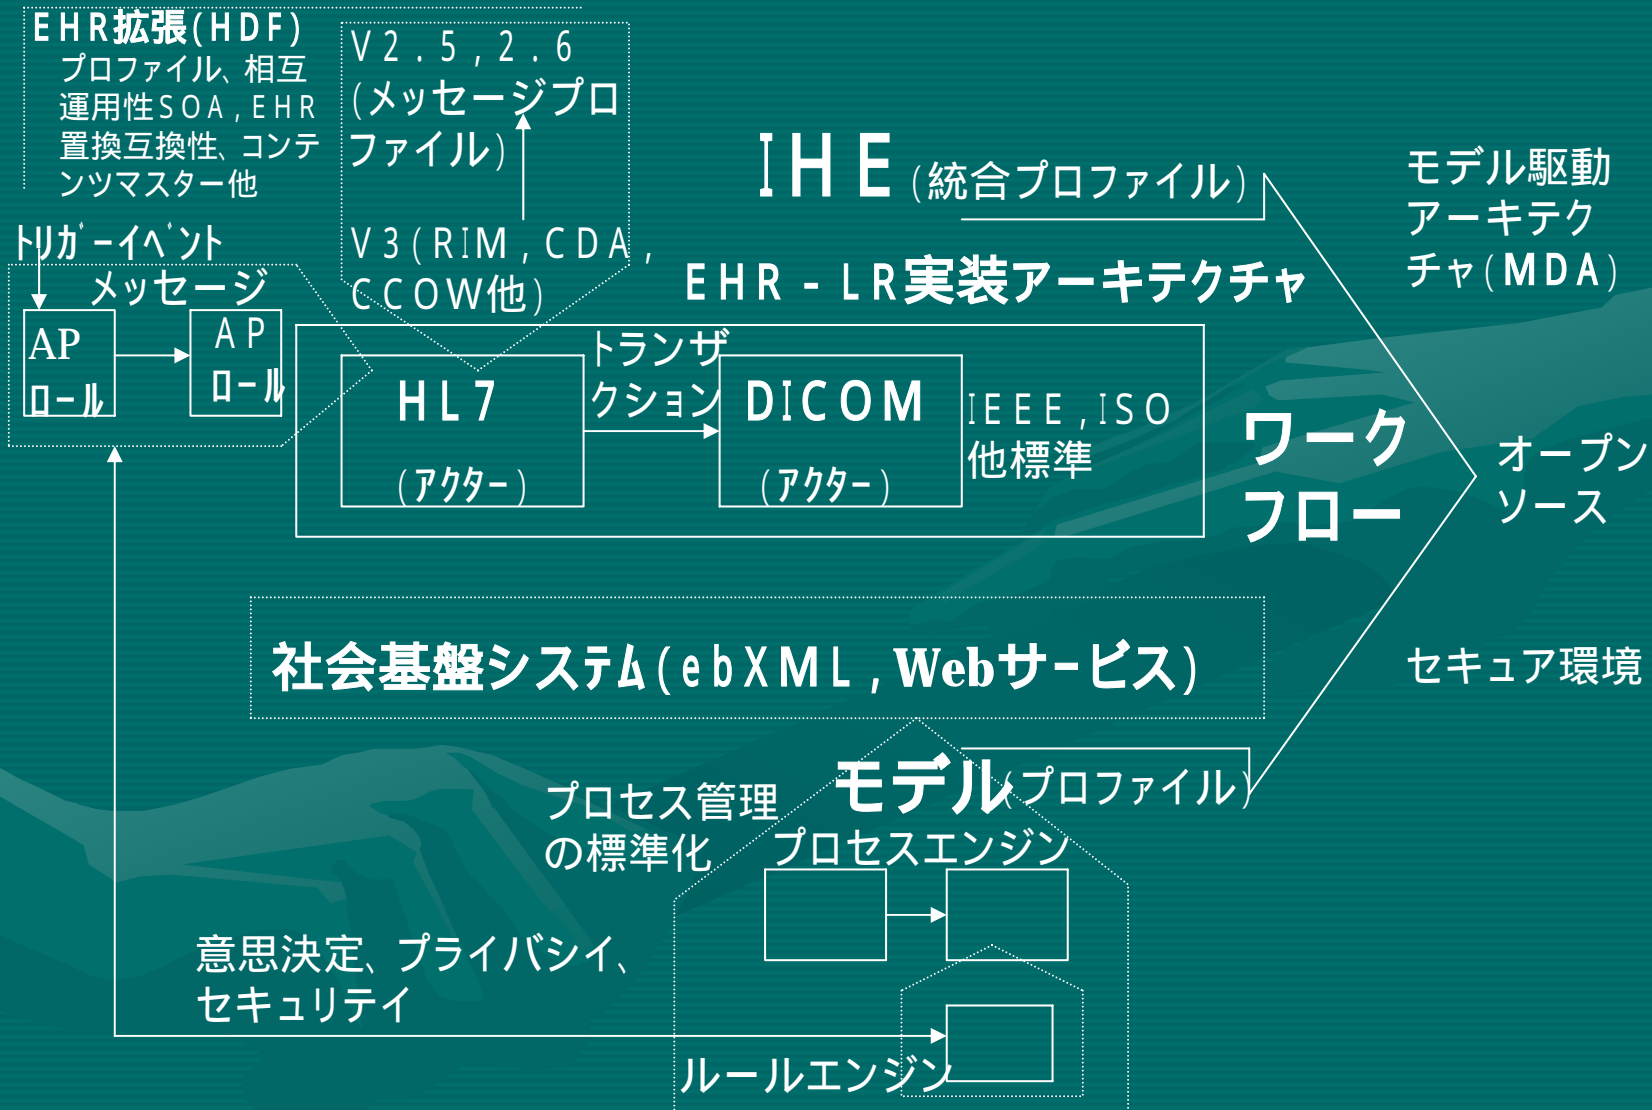 EHR拡張(HDF)
プロファイル、相互
運用性SOA,EHR
置換互換性、コンテ
ンツマスター他
V2.5,2.6
(メッセージプロ
ファイル)
V3(RIM,CDA,
CCOW他)
IHE(統合プロファイル)
モデル駆動
アーキテク
チャ(MDA)
トリガーイベント
メッセージ
AP
ロール
AP
ロール
EHR-LR実装アーキテクチャ
HL7
(アクター)
トランザ
クション
DICOM
(アクター)
IEEE,ISO
他標準
ワーク
フロー
オープン
ソース
社会基盤システム(ebXML,Webサービス)
セキュア環境
モデル(プロファイル)
プロセス管理
の標準化
プロセスエンジン
意思決定、プライバシイ、
セキュリテイ
ルールエンジン